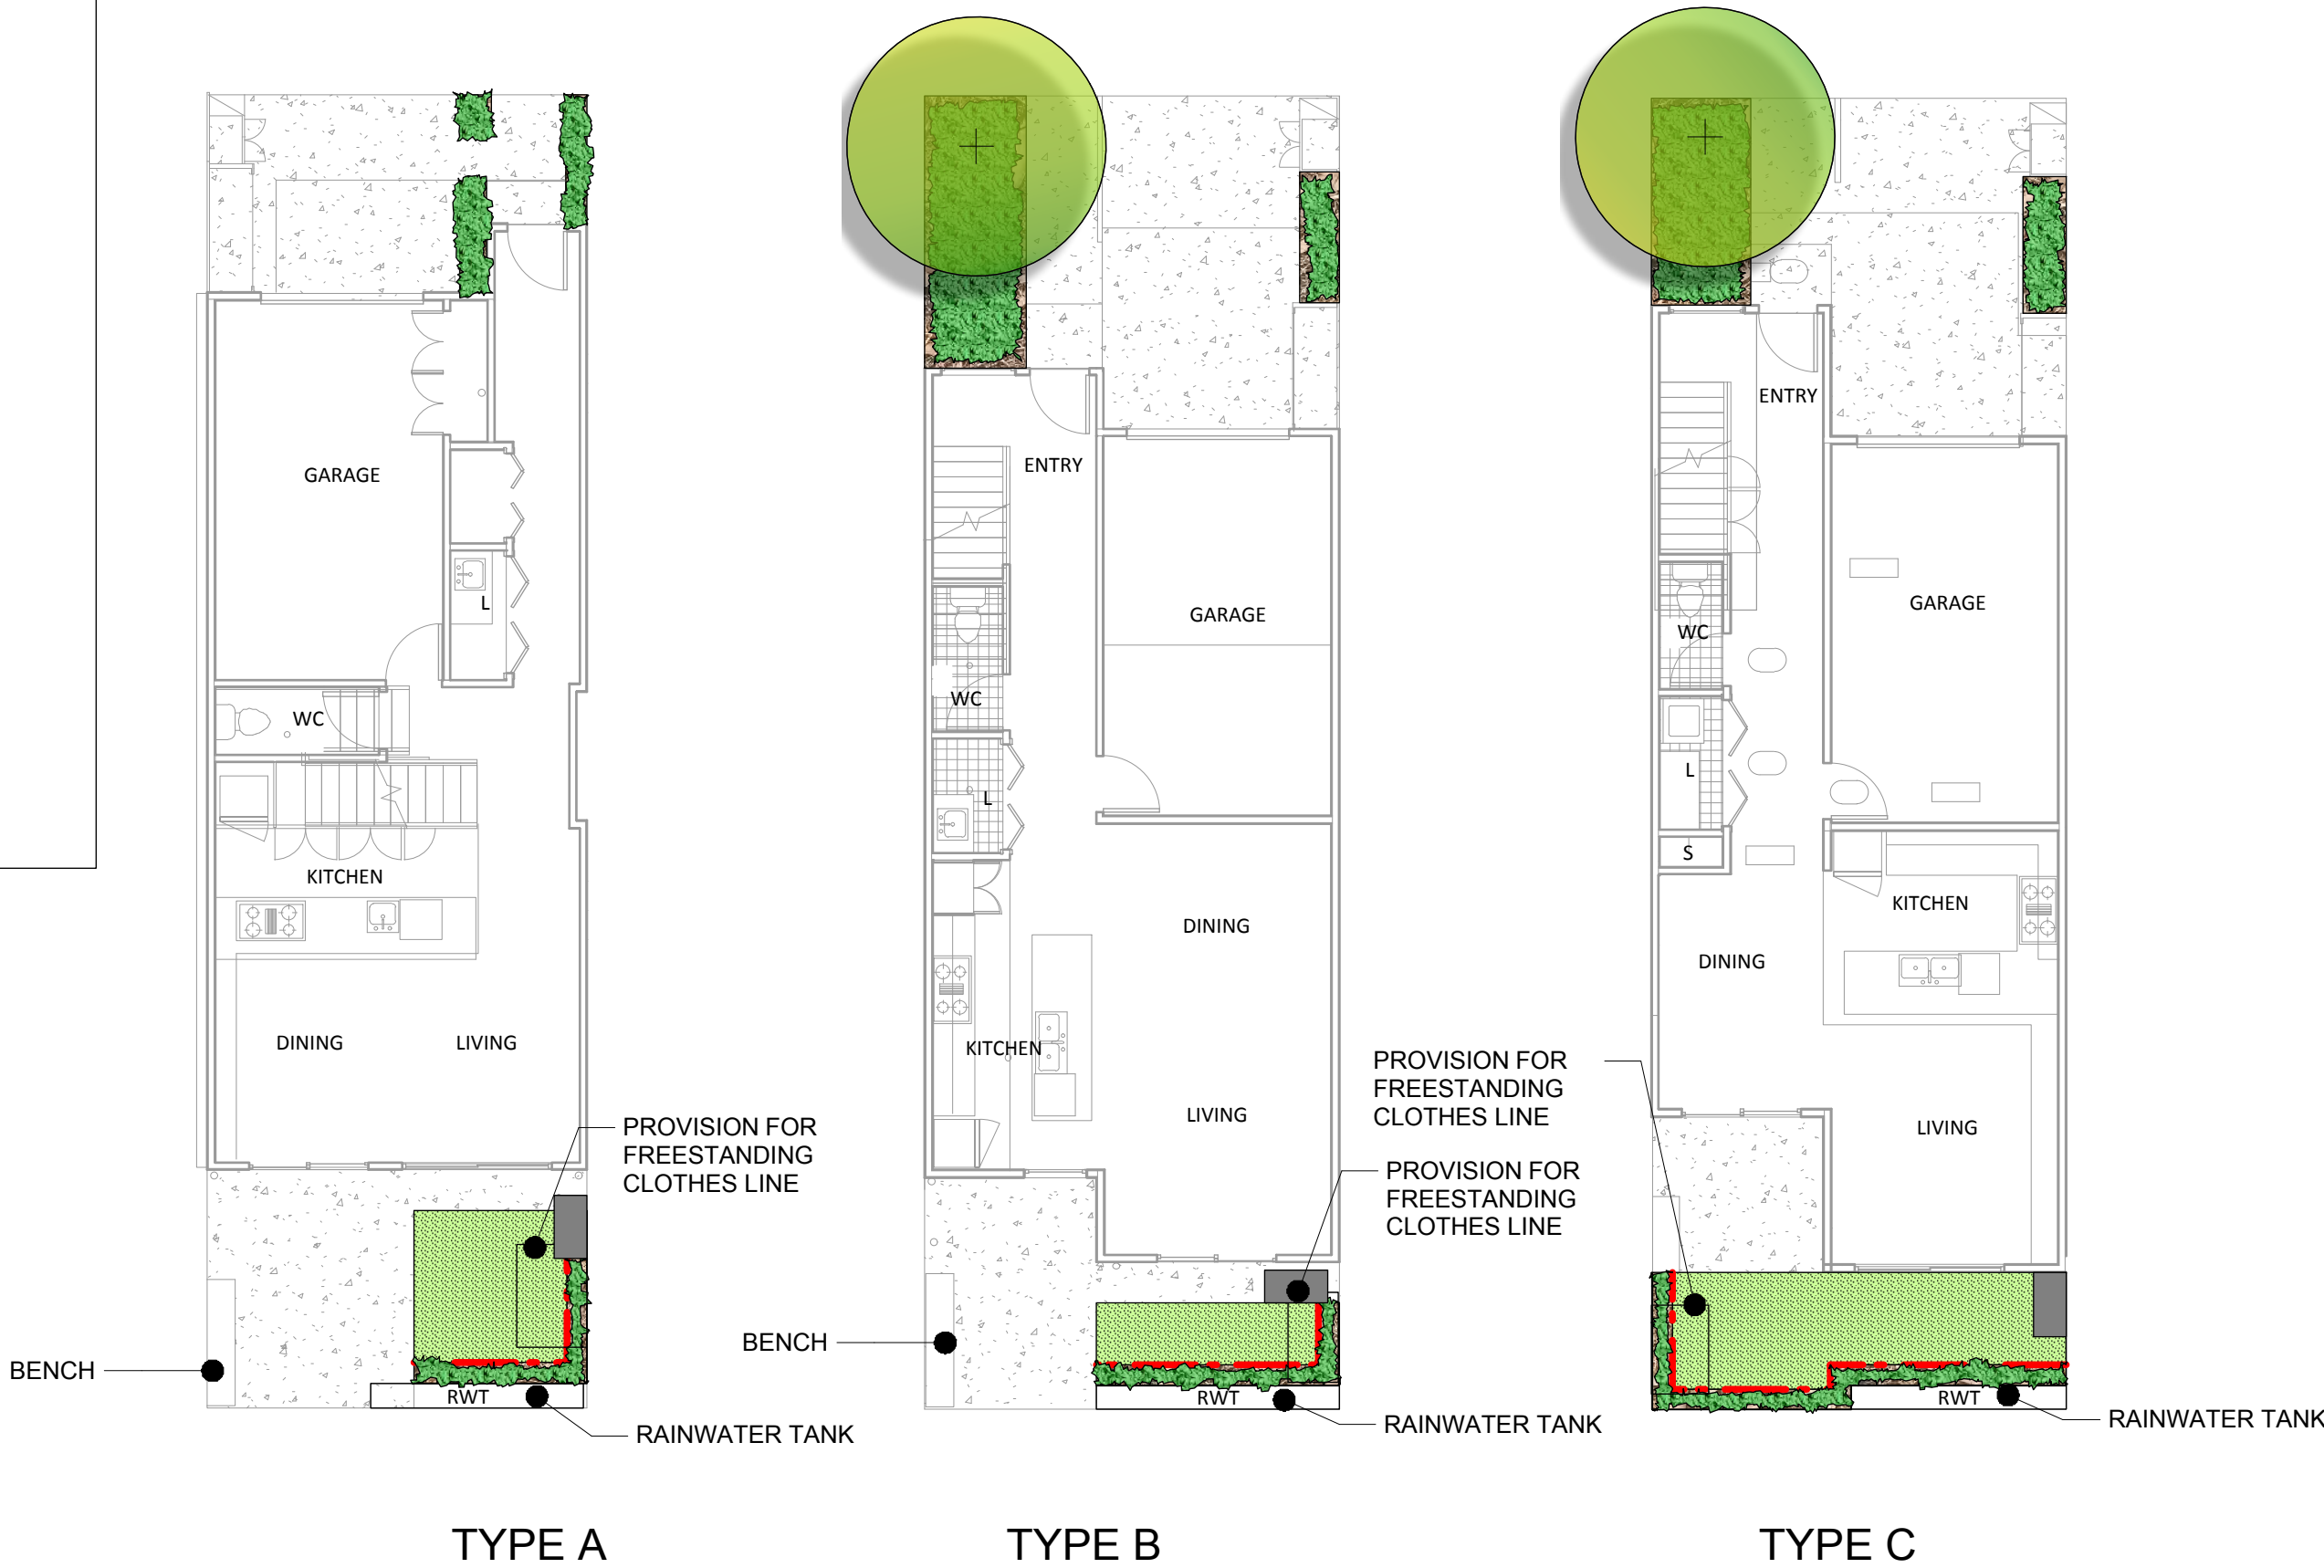 GARAGE
L
WC
KITCHEN
DINING
LIVING
PROVISION FOR
FREESTANDING
CLOTHES LINE
BENCH
RWT
RAINWATER TANK
TYPE A
ENTRY
GARAGE
WC
L
DINING
KITCHEN
LIVING
PROVISION FOR
FREESTANDING
CLOTHES LINE
BENCH
RWT
RAINWATER TANK
TYPE B
ENTRY
GARAGE
WC
L
S
KITCHEN
DINING
LIVING
PROVISION FOR
FREESTANDING
CLOTHES LINE
RWT
RAINWATER TANK
TYPE C